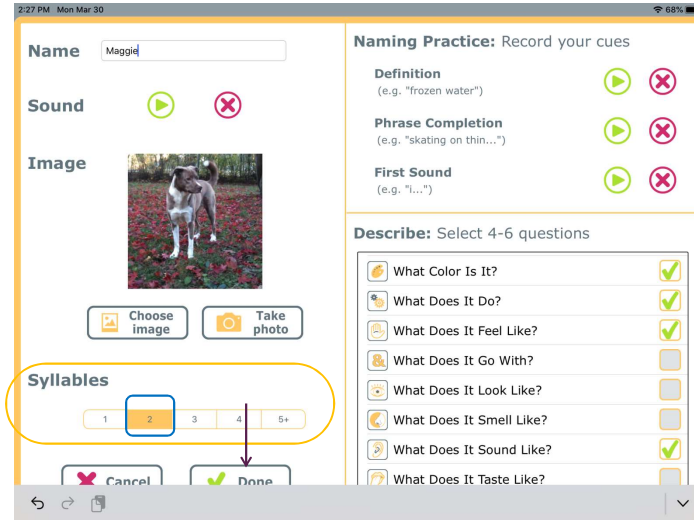 2:27 PM Mon Mar 30
68%
Name
Maggie
Sound
Image
Choose image
Take photo
Syllables
1 2 3 4 5+
Cancel
Done
Naming Practice: Record your cues
Definition
(e.g. "frozen water")
Phrase Completion
(e.g. "skating on thin...")
First Sound
(e.g. "i...")
Describe: Select 4-6 questions
What Color Is It?
What Does It Do?
What Does It Feel Like?
What Does It Go With?
What Does It Look Like?
What Does It Smell Like?
What Does It Sound Like?
What Does It Taste Like?